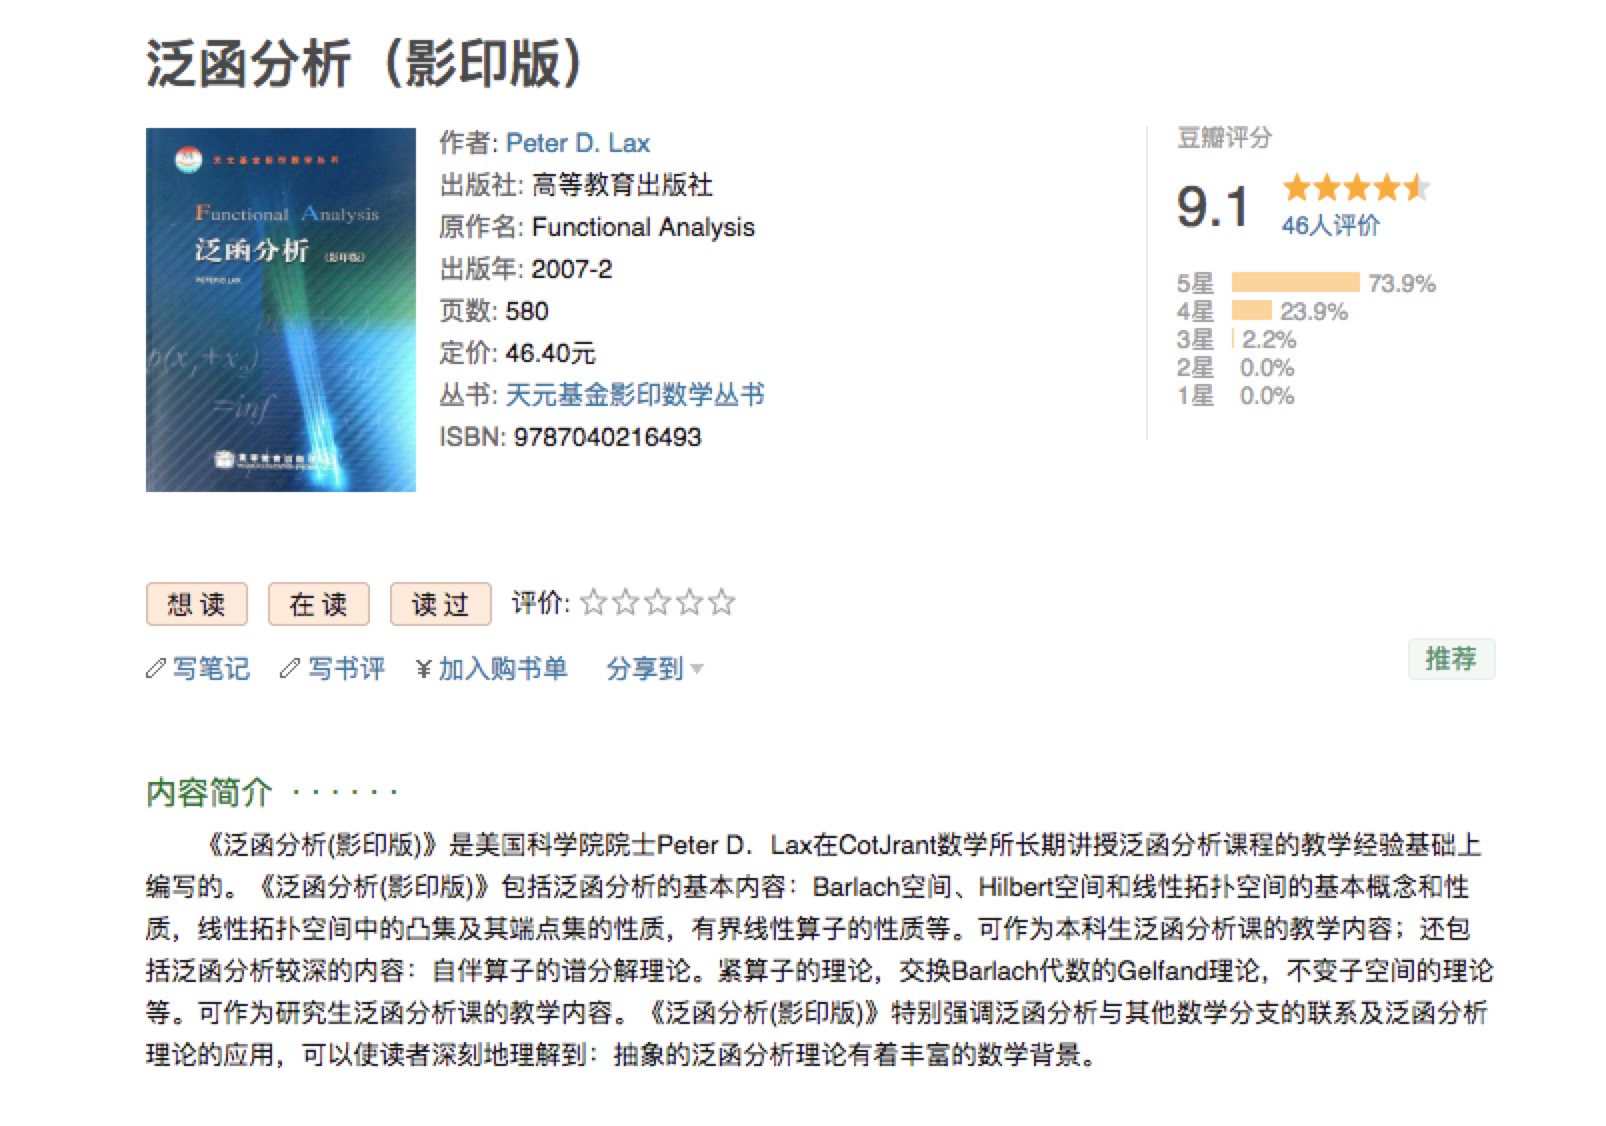 泛函分析（影印版）
天元基金影印数学丛书
Functional Analysis
泛函分析（影印版）
PETER D. LAX
p(x₁+x₂)
=inf
作者: Peter D. Lax
出版社: 高等教育出版社
原作名: Functional Analysis
出版年: 2007-2
页数: 580
定价: 46.40元
丛书: 天元基金影印数学丛书
ISBN: 9787040216493
豆瓣评分
9.1
46人评价
5星 73.9%
4星 23.9%
3星 2.2%
2星 0.0%
1星 0.0%
想读 在读 读过 评价:
写笔记 写书评 ¥加入购书单 分享到
推荐
内容简介 · · · · · ·
《泛函分析(影印版)》是美国科学院院士Peter D．Lax在CotJrant数学所长期讲授泛函分析课程的教学经验基础上
编写的。《泛函分析(影印版)》包括泛函分析的基本内容：Barlach空间、Hilbert空间和线性拓扑空间的基本概念和性
质，线性拓扑空间中的凸集及其端点集的性质，有界线性算子的性质等。可作为本科生泛函分析课的教学内容；还包
括泛函分析较深的内容：自伴算子的谱分解理论。紧算子的理论，交换Barlach代数的Gelfand理论，不变子空间的理论
等。可作为研究生泛函分析课的教学内容。《泛函分析(影印版)》特别强调泛函分析与其他数学分支的联系及泛函分析
理论的应用，可以使读者深刻地理解到：抽象的泛函分析理论有着丰富的数学背景。